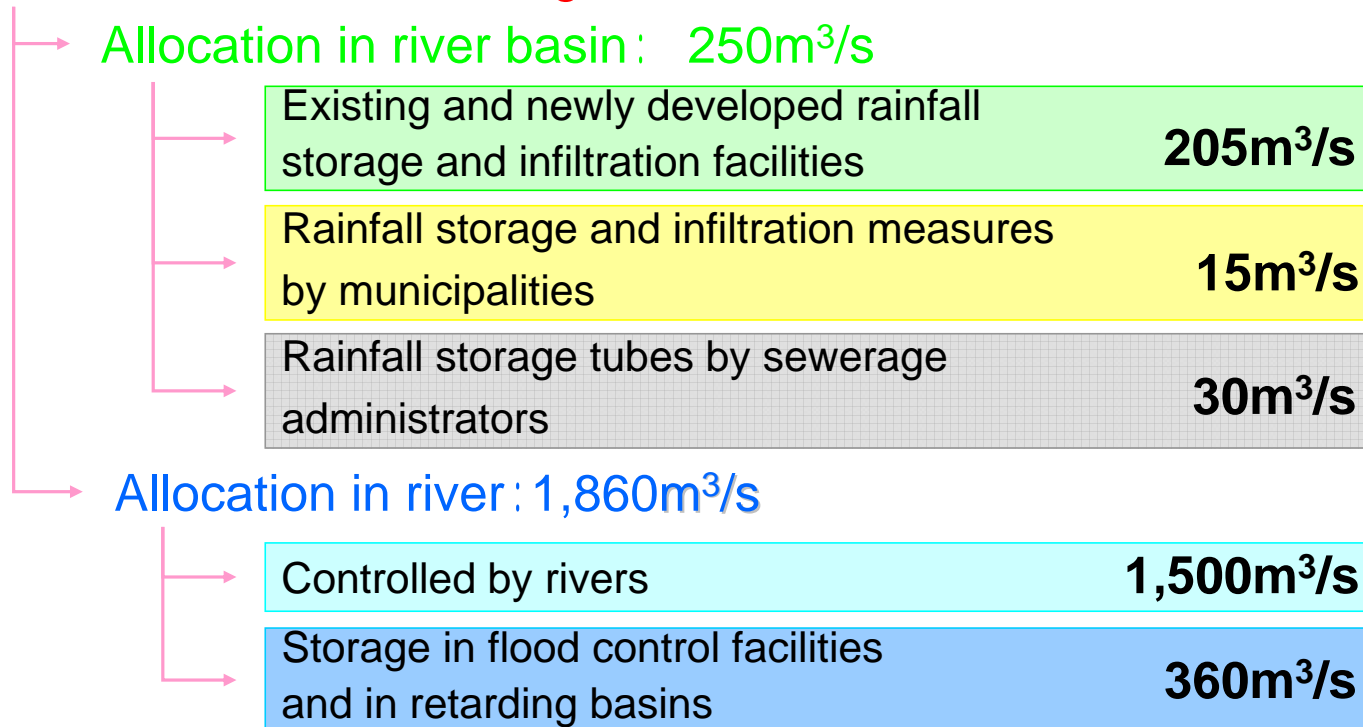 Allocation in river basin: 250m³/s
Existing and newly developed rainfall
storage and infiltration facilities
205m³/s
Rainfall storage and infiltration measures
by municipalities
15m³/s
Rainfall storage tubes by sewerage
administrators
30m³/s
Allocation in river:1,860m³/s
Controlled by rivers
1,500m³/s
Storage in flood control facilities
and in retarding basins
360m³/s